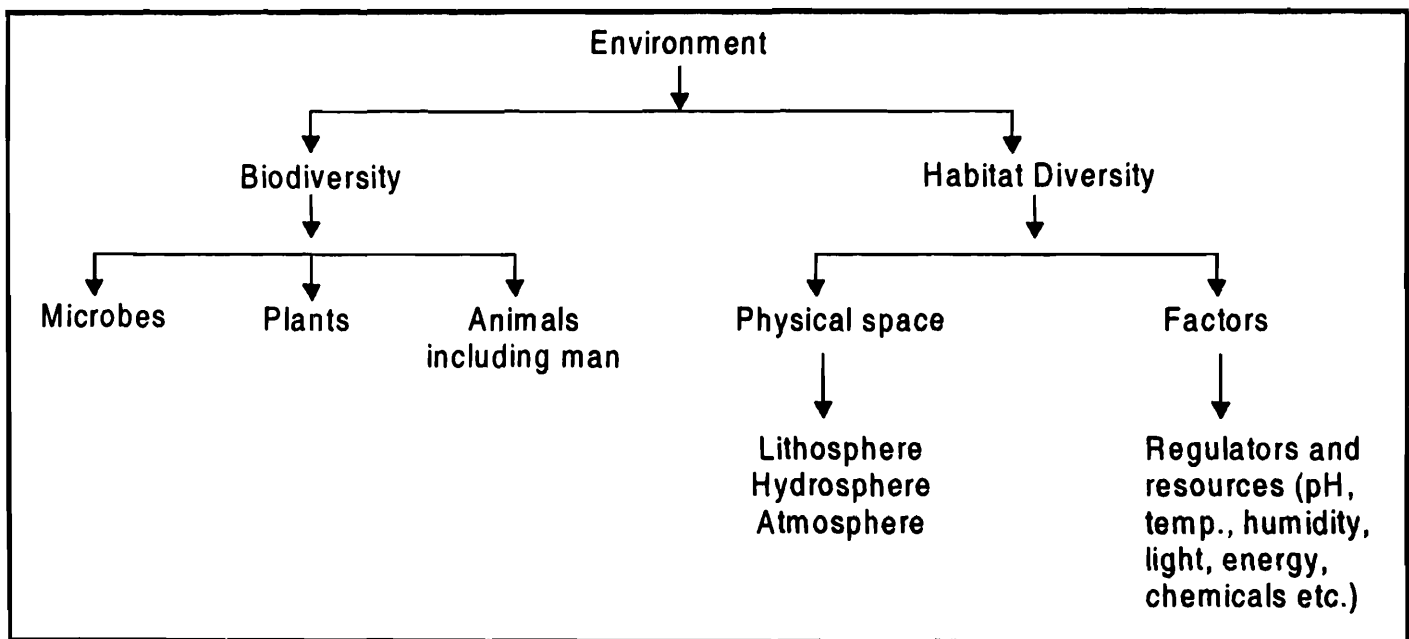 Environment
Biodiversity
Habitat Diversity
Microbes
Plants
Animals
including man
Physical space
Factors
Lithosphere
Hydrosphere
Atmosphere
Regulators and
resources (pH,
temp., humidity,
light, energy,
chemicals etc.)